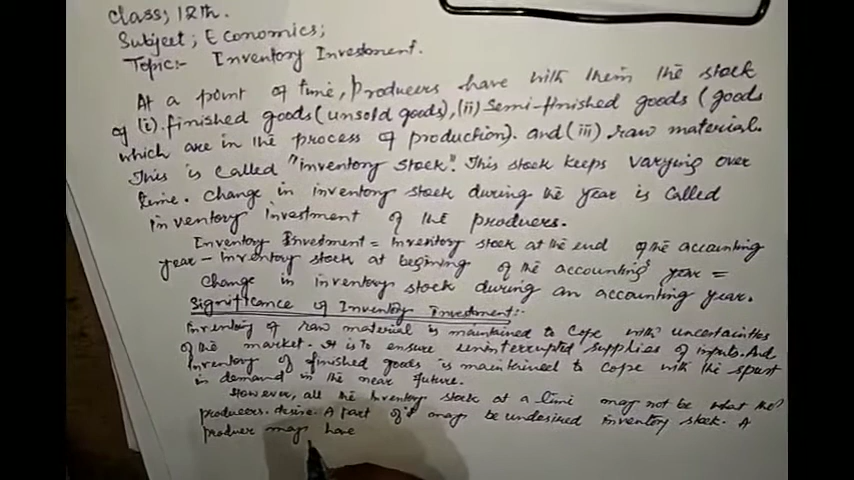 Class; 12th.
Subject; Economics;
Topic:- Inventory Investment.
At a point of time, Producers have with them the stock
of (i). finished goods (unsold goods), (ii) Semi-finished goods (goods
which are in the process of production). and (iii) raw material.
This is called "inventory stock". This stock keeps varying over
time. Change in inventory stock during the year is called
inventory investment of the producers.
Inventory Investment = Inventory stock at the end of the accounting
year - Inventory stock at begining of the accounting year =
Change in inventory stock during an accounting year.
Significance of Inventory Investment:-
Inventory of raw material is maintained to cope with uncertainties
of the market. It is to ensure uninterrupted supplies of inputs. And
Inventory of finished goods is maintained to cope with the spurt
in demand in the near future.
However, all the Inventory stock at a time may not be what the
producers desire. A part of it may be undesired inventory stock. A
producer may have